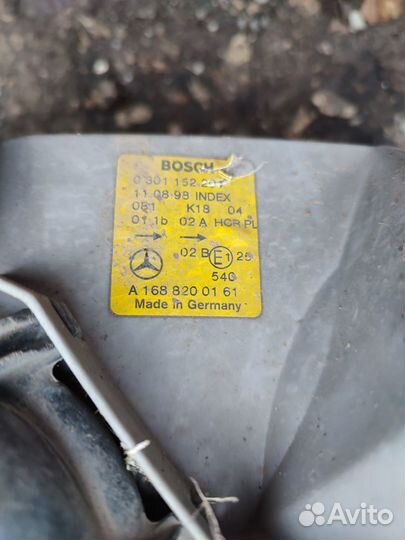 BOSCH
0 301 152 201
11.08.98 INDEX
081 K18 04
01 1b 02 A HCR PL
02 B E1 25
540
A 168 820 01 61
Made in Germany
Avito